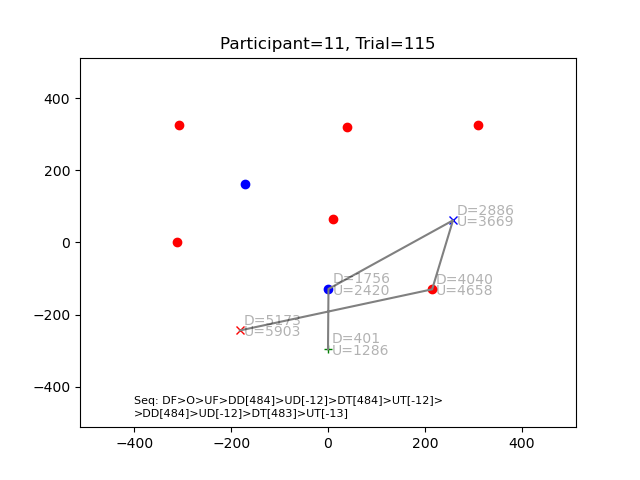 Participant=11, Trial=115
400
200
0
−200
−400
D=2886
U=3669
D=1756
U=2420
D=4040
U=4658
D=5173
U=5903
D=401
U=1286
Seq: DF>O>UF>DD[484]>UD[-12]>DT[484]>UT[-12]>
>DD[484]>UD[-12]>DT[483]>UT[-13]
−400
−200
0
200
400